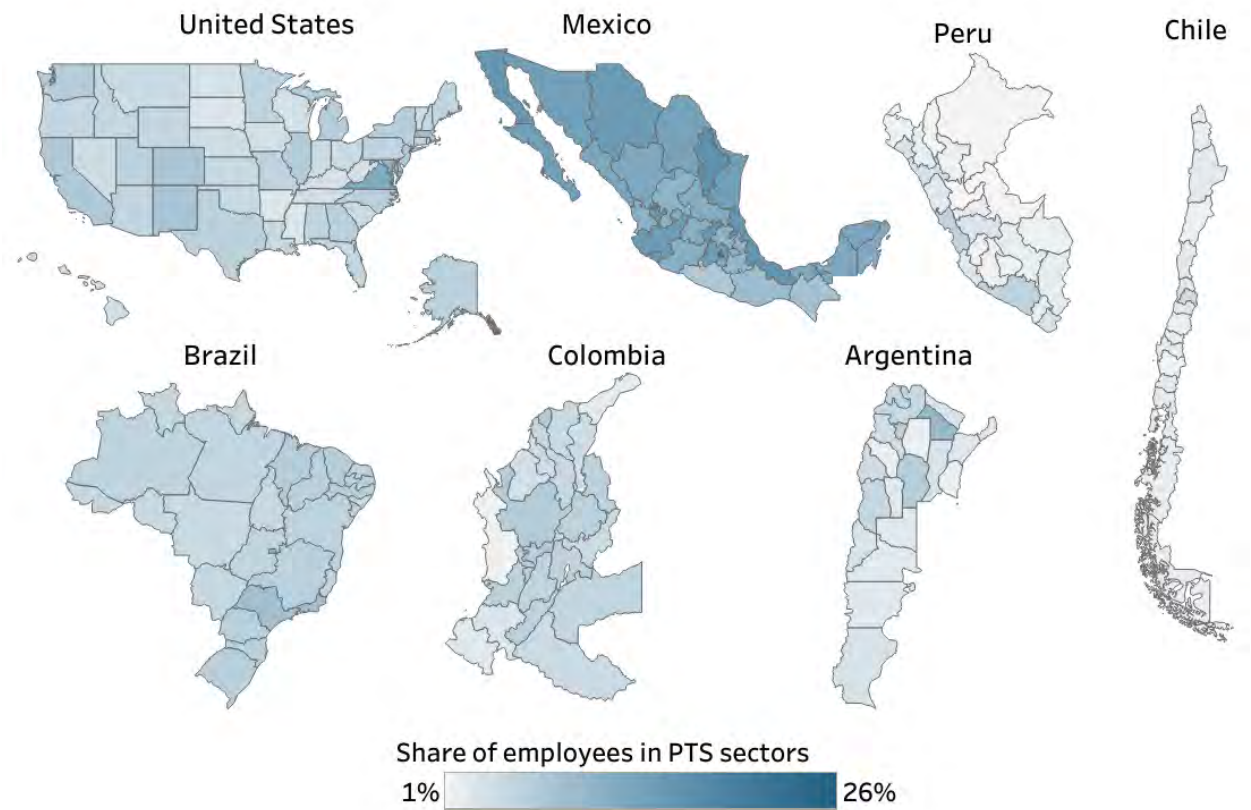 United States
Mexico
Peru
Chile
Brazil
Colombia
Argentina
Share of employees in PTS sectors
1%
26%